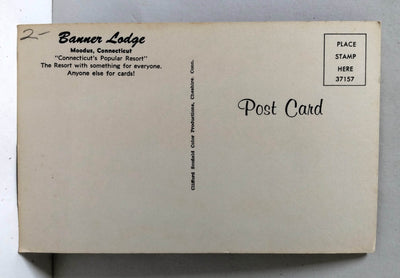 2-
Banner Lodge
Moodus, Connecticut
"Connecticut's Popular Resort"
The Resort with something for everyone.
Anyone else for cards!
Clifford Scofield Color Productions, Cheshire, Conn.
PLACE
STAMP
HERE
37157
Post Card